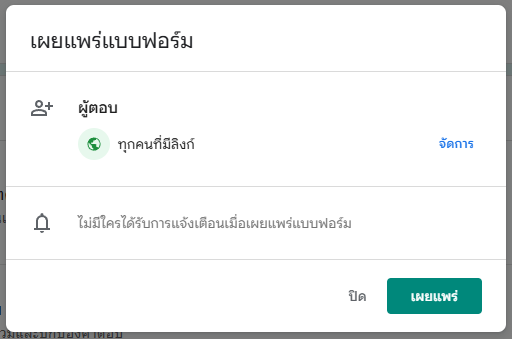 เผยแพร่แบบฟอร์ม
ผู้ตอบ
ทุกคนที่มีลิงก์
จัดการ
ไม่มีใครได้รับการแจ้งเตือนเมื่อเผยแพร่แบบฟอร์ม
ปิด
เผยแพร่